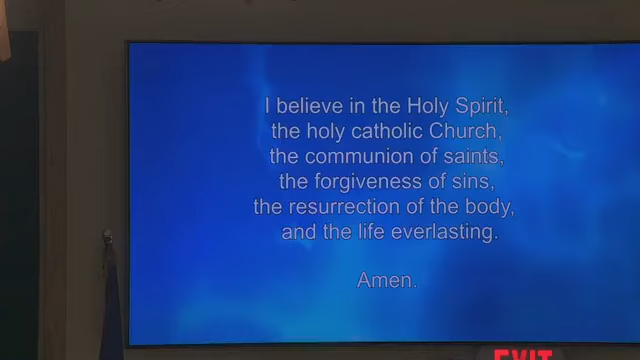 I believe in the Holy Spirit,
the holy catholic Church,
the communion of saints,
the forgiveness of sins,
the resurrection of the body,
and the life everlasting.
Amen.
EXIT